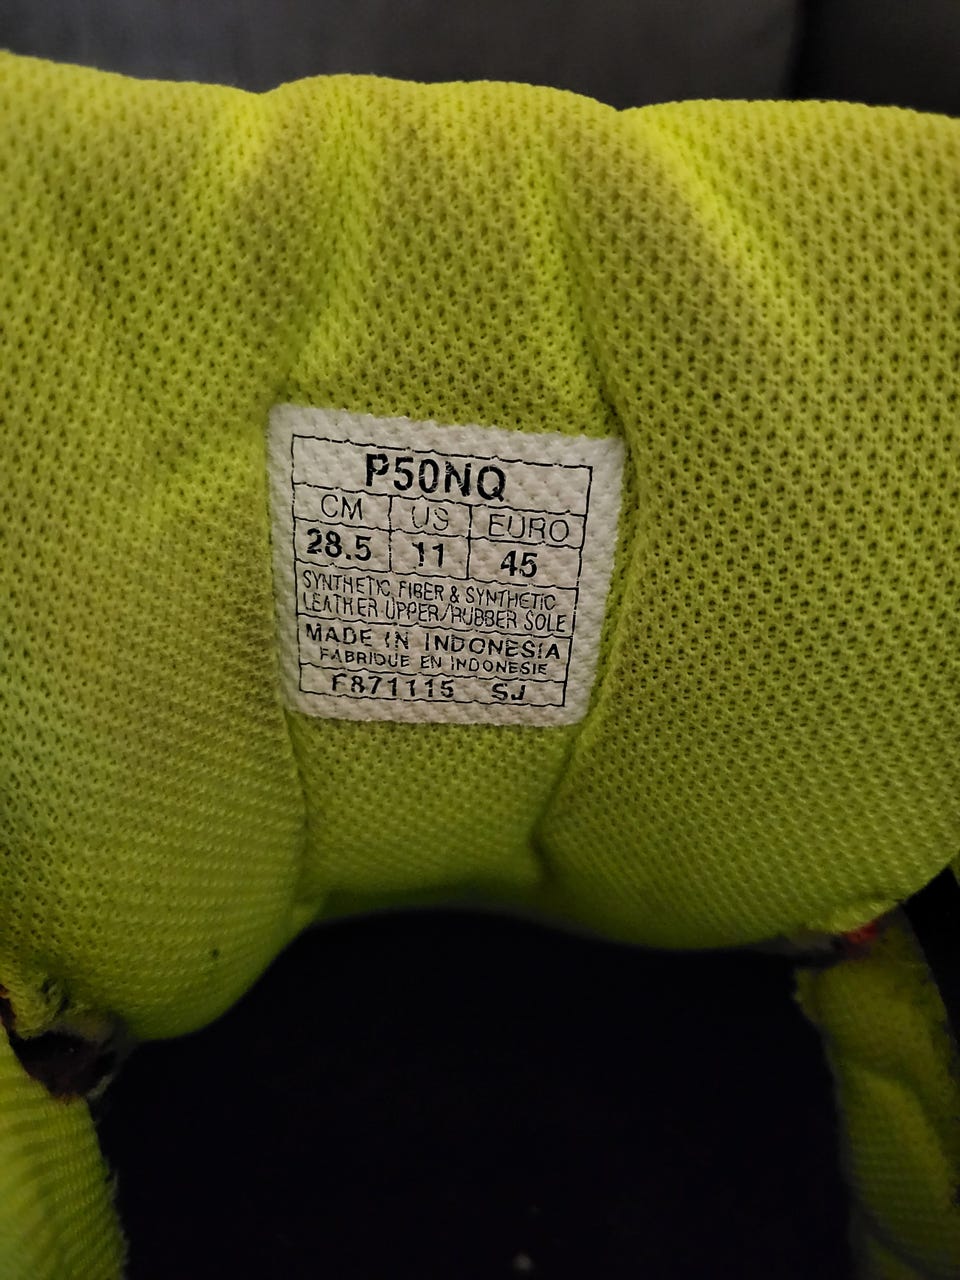 P50NQ
CM US EURO
28.5 11 45
SYNTHETIC FIBER & SYNTHETIC
LEATHER UPPER/RUBBER SOLE
MADE IN INDONESIA
FABRIQUE EN INDONESIE
F871115 SJ